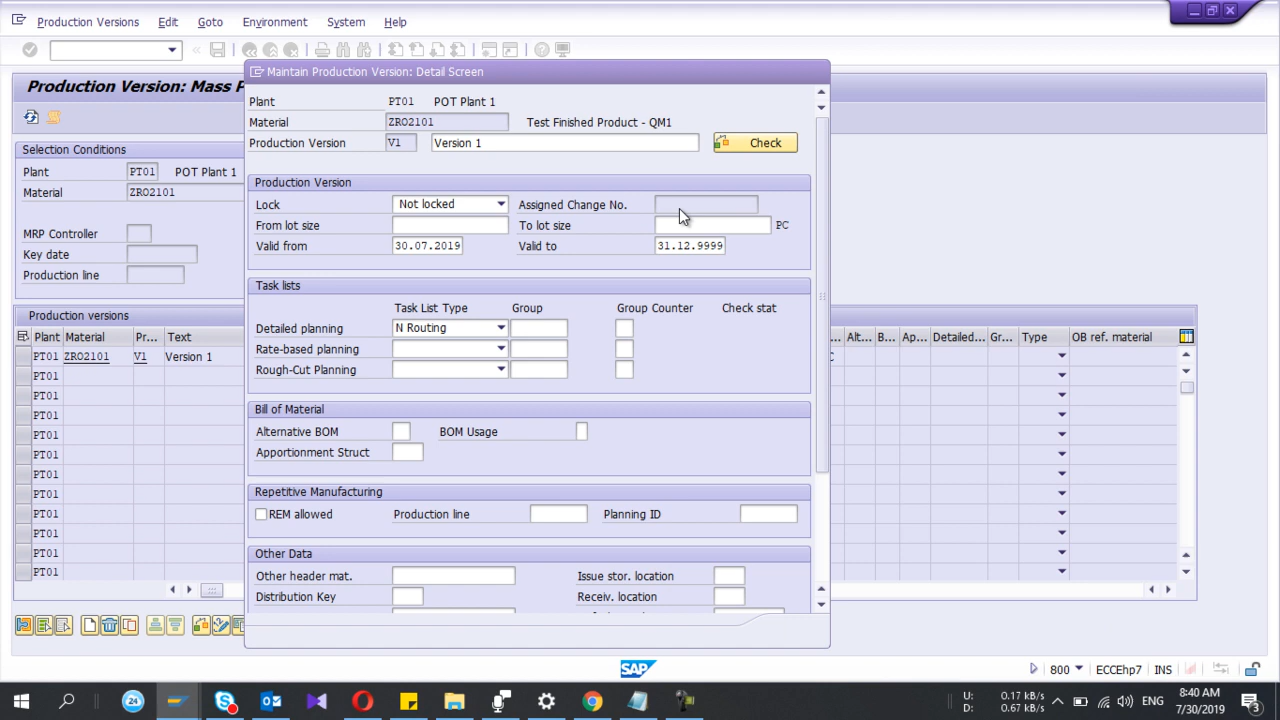 Production Versions Edit Goto Environment System Help
Production Version: Mass P
Maintain Production Version: Detail Screen
Plant PT01 POT Plant 1
Material ZRO2101 Test Finished Product - QM1
Production Version V1 Version 1 Check
Selection Conditions
Plant PT01 POT Plant 1
Material ZRO2101
MRP Controller
Key date
Production line
Production Version
Lock Not locked Assigned Change No.
From lot size To lot size PC
Valid from 30.07.2019 Valid to 31.12.9999
Task lists
Task List Type Group Group Counter Check stat
Detailed planning N Routing
Rate-based planning
Rough-Cut Planning
Bill of Material
Alternative BOM BOM Usage
Apportionment Struct
Repetitive Manufacturing
REM allowed Production line Planning ID
Other Data
Other header mat. Issue stor. location
Distribution Key Receiv. location
Production versions
Plant Material Pr... Text Alt... B... Ap... Detailed... Gr... Type OB ref. material
PT01 ZRO2101 V1 Version 1
PT01
PT01
PT01
PT01
PT01
PT01
PT01
PT01
PT01
PT01
PT01
SAP
800 ECCEhp7 INS
24
U: 0.17 kB/s
D: 0.67 kB/s
ENG
8:40 AM
7/30/2019
3